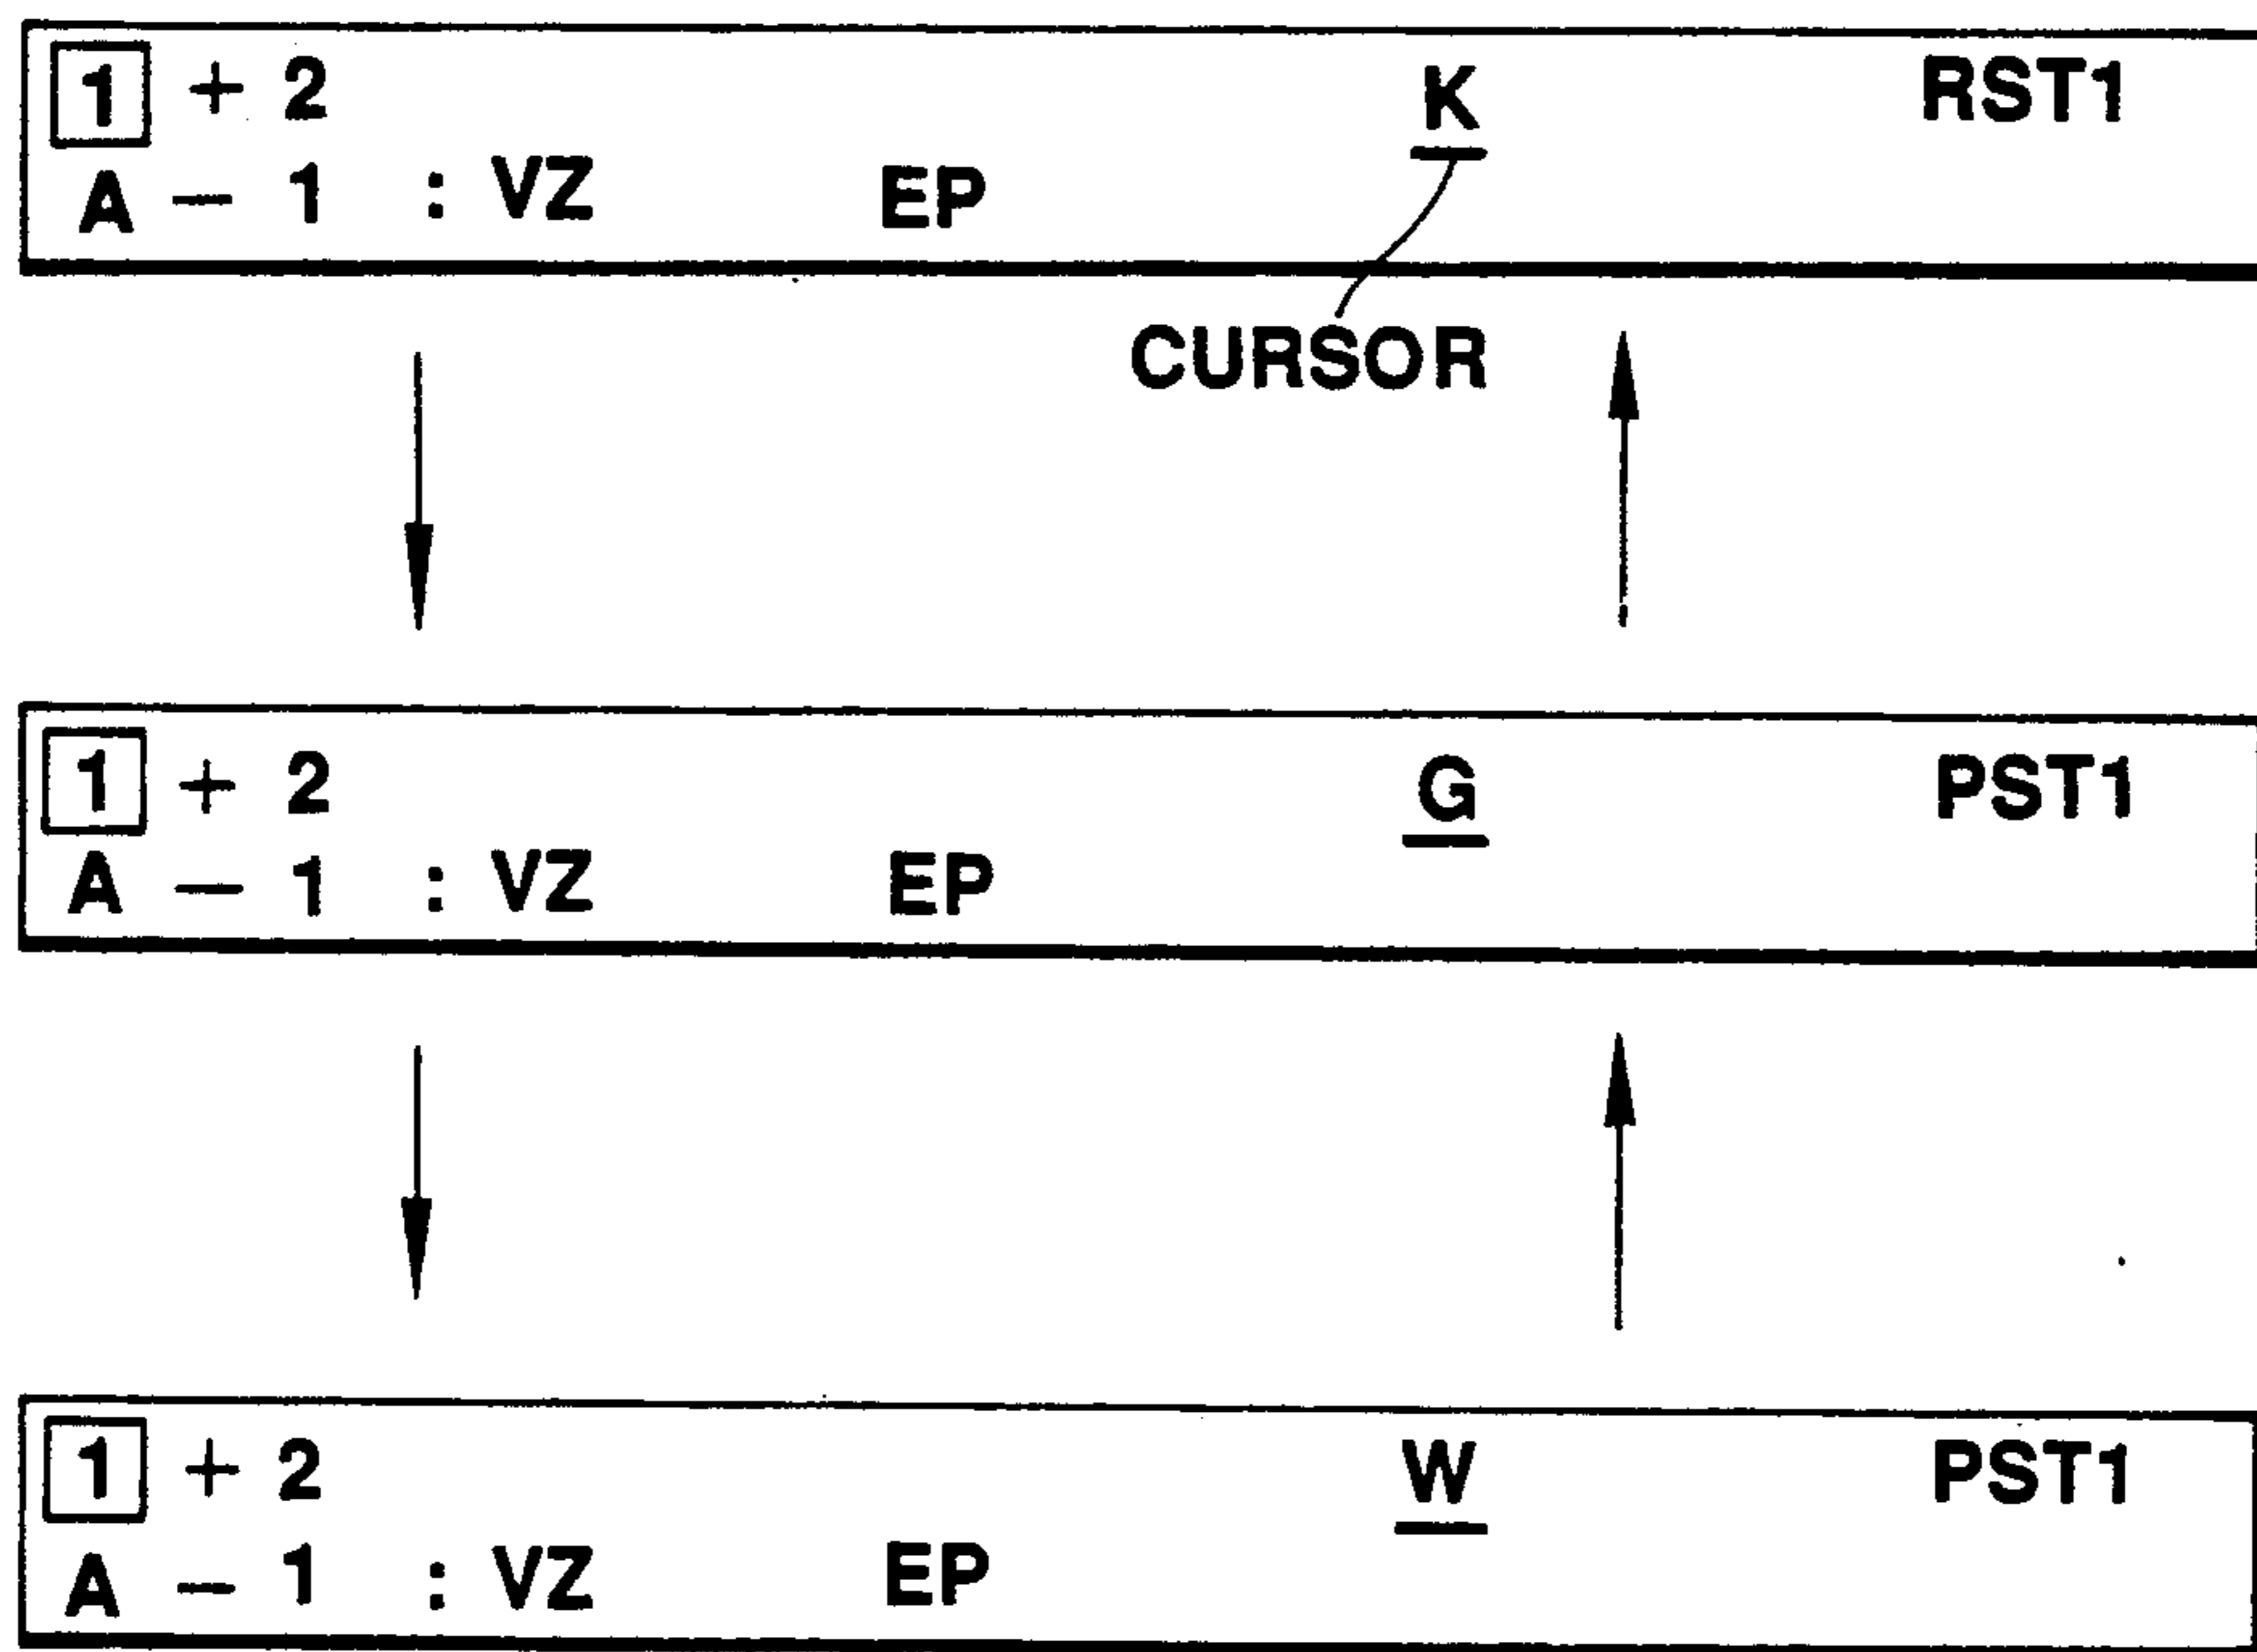 1 + 2 K RST1
A − 1 : VZ EP
CURSOR
1 + 2 G PST1
A − 1 : VZ EP
1 + 2 W PST1
A − 1 : VZ EP